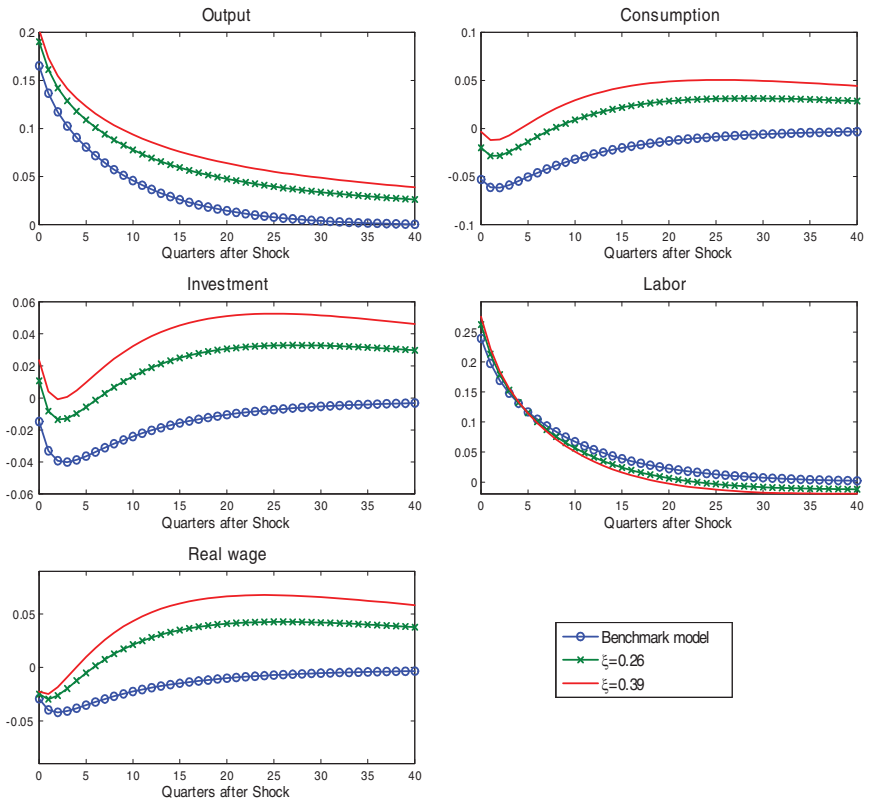 Output
0.2
0.15
0.1
0.05
0
0 5 10 15 20 25 30 35 40
Quarters after Shock
Consumption
0.1
0.05
0
-0.05
-0.1
0 5 10 15 20 25 30 35 40
Quarters after Shock
Investment
0.06
0.04
0.02
0
-0.02
-0.04
-0.06
0 5 10 15 20 25 30 35 40
Quarters after Shock
Labor
0.25
0.2
0.15
0.1
0.05
0
0 5 10 15 20 25 30 35 40
Quarters after Shock
Real wage
0.05
0
-0.05
0 5 10 15 20 25 30 35 40
Quarters after Shock
Benchmark model
ξ=0.26
ξ=0.39